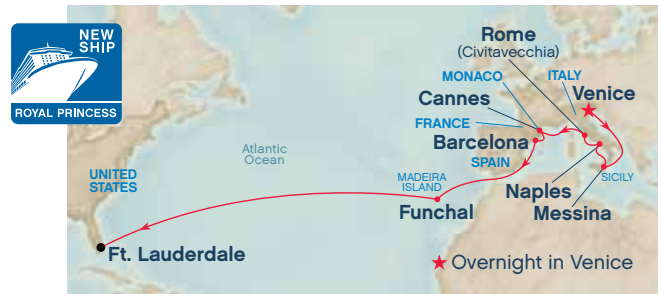 NEW
SHIP
ROYAL PRINCESS
Rome
(Civitavecchia)
MONACO
ITALY
Cannes
Venice
FRANCE
Barcelona
SPAIN
Atlantic
Ocean
UNITED
STATES
MADEIRA
ISLAND
SICILY
Naples
Messina
Funchal
Ft. Lauderdale
★ Overnight in Venice